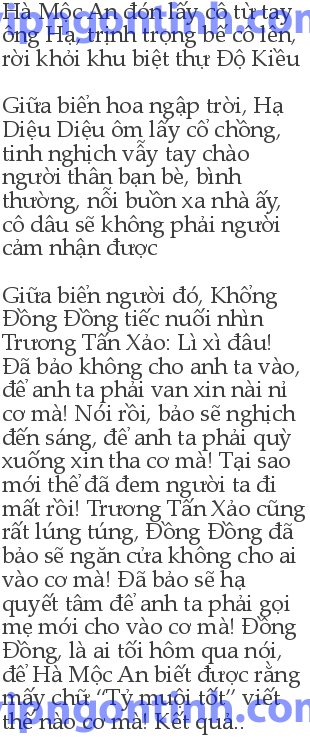 Hà Mộc An đón lấy cô từ tay
ông Hạ, trịnh trọng bế cô lên,
rời khỏi khu biệt thự Độ Kiều
Giữa biển hoa ngập trời, Hạ
Diệu Diệu ôm lấy cổ chồng,
tinh nghịch vẫy tay chào
người thân bạn bè, bình
thường, nỗi buồn xa nhà ấy,
cô dâu sẽ không phải người
cảm nhận được
Giữa biển người đó, Khổng
Đồng Đồng tiếc nuối nhìn
Trương Tấn Xảo: Lì xì đâu!
Đã bảo không cho anh ta vào,
để anh ta phải van xin nài nỉ
cơ mà! Nói rồi, bảo sẽ nghịch
đến sáng, để anh ta phải quỳ
xuống xin tha cơ mà! Tại sao
mới thế đã đem người ta đi
mất rồi! Trương Tấn Xảo cũng
rất lúng túng, Đồng Đồng đã
bảo sẽ ngăn cửa không cho ai
vào cơ mà! Đã bảo sẽ hạ
quyết tâm để anh ta phải gọi
mẹ mới cho vào cơ mà! Đồng
Đồng, là ai tối hôm qua nói,
để Hà Mộc An biết được rằng
mấy chữ “Tỷ muội tốt” viết
thế nào cơ mà! Kết quả..
vipngontinh.com
vipngontinh.com